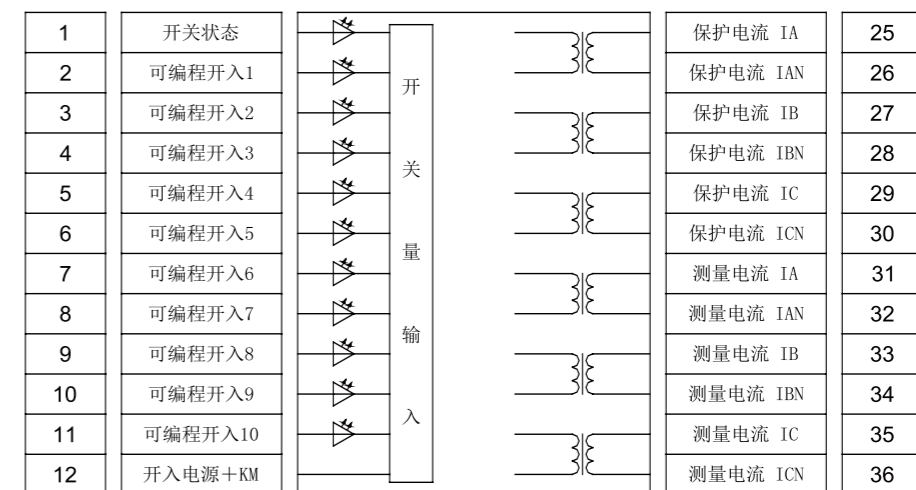 1 开关状态 保护电流 IA 25
2 可编程开入1 保护电流 IAN 26
3 可编程开入2 保护电流 IB 27
4 可编程开入3 保护电流 IBN 28
5 可编程开入4 保护电流 IC 29
6 可编程开入5 保护电流 ICN 30
7 可编程开入6 测量电流 IA 31
8 可编程开入7 测量电流 IAN 32
9 可编程开入8 测量电流 IB 33
10 可编程开入9 测量电流 IBN 34
11 可编程开入10 测量电流 IC 35
12 开入电源＋KM 测量电流 ICN 36
开关量输入